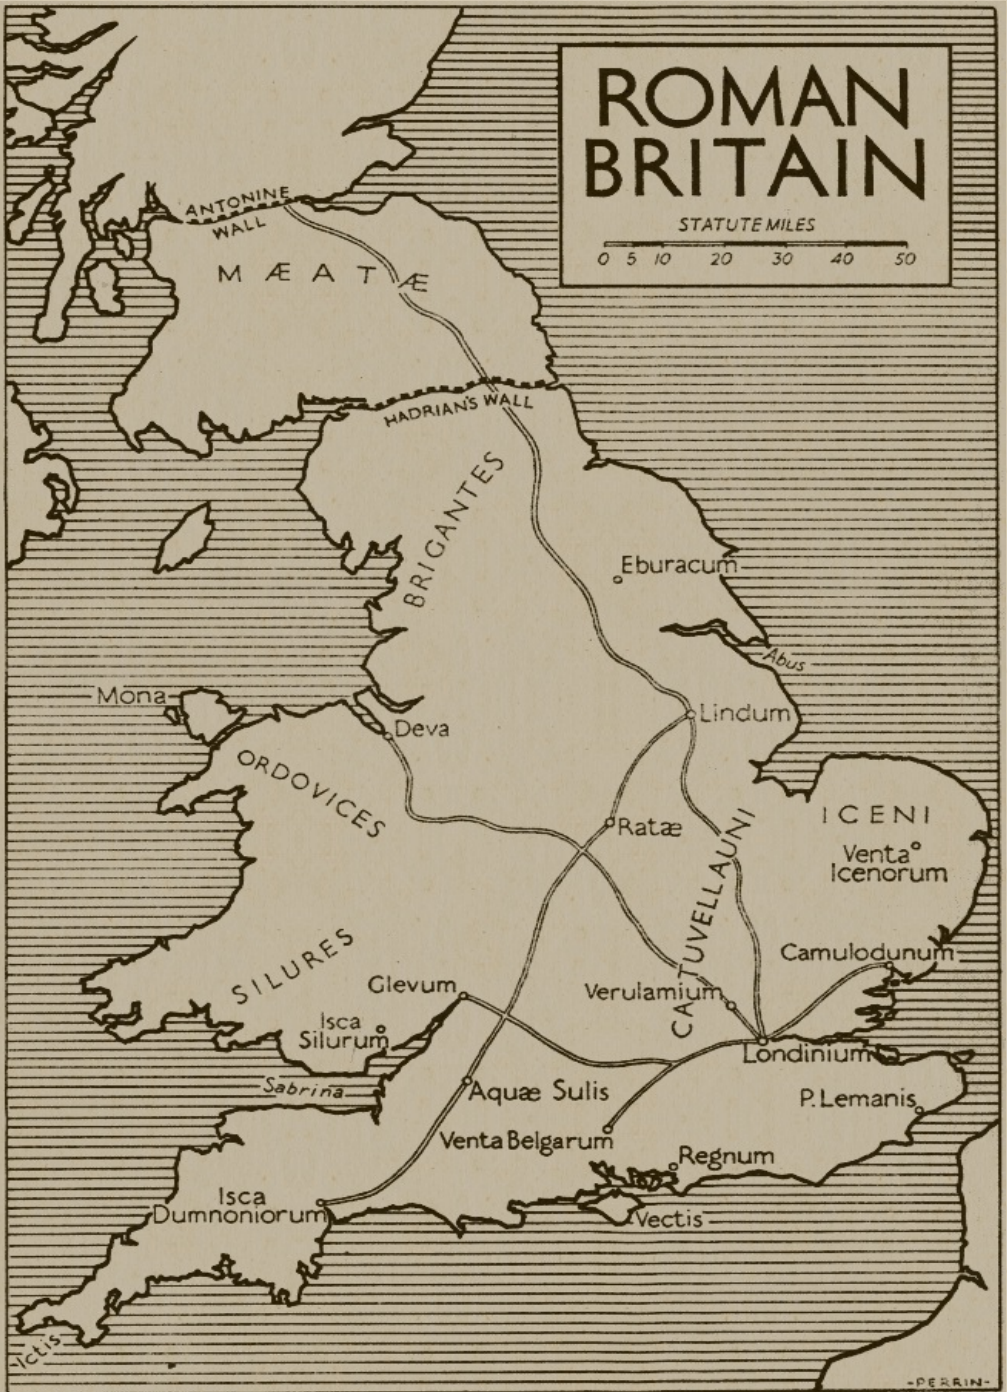 ROMAN
BRITAIN
STATUTE MILES
0 5 10 20 30 40 50
ANTONINE
WALL
MÆATÆ
HADRIAN'S WALL
BRIGANTES
Eburacum
Abus
Mona
Deva
Lindum
ORDOVICES
Ratæ
ICENI
Venta
Icenorum
CATUVELLAUNI
SILURES
Camulodunum
Glevum
Verulamium
Isca
Silurum
Londinium
Sabrina
Aquæ Sulis
P. Lemanis
Venta Belgarum
Regnum
Isca
Dumnoniorum
Vectis
Ictis
-PERRIN-